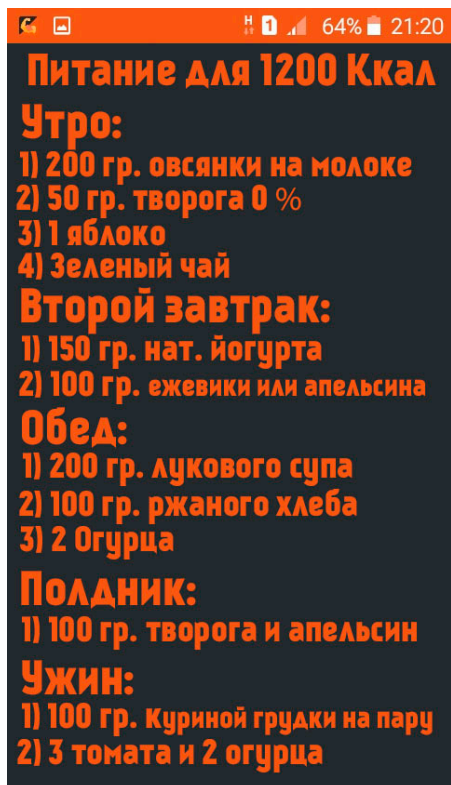 H 1 64% 21:20
Питание для 1200 Ккал
Утро:
1) 200 гр. овсянки на молоке
2) 50 гр. творога 0 %
3) 1 яблоко
4) Зеленый чай
Второй завтрак:
1) 150 гр. нат. йогурта
2) 100 гр. ежевики или апельсина
Обед:
1) 200 гр. лукового супа
2) 100 гр. ржаного хлеба
3) 2 Огурца
Полдник:
1) 100 гр. творога и апельсин
Ужин:
1) 100 гр. Куриной грудки на пару
2) 3 томата и 2 огурца